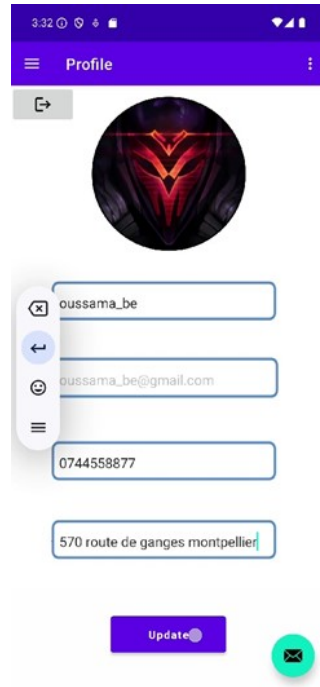 3:32
Profile
oussama_be
oussama_be@gmail.com
0744558877
570 route de ganges montpellier
Update